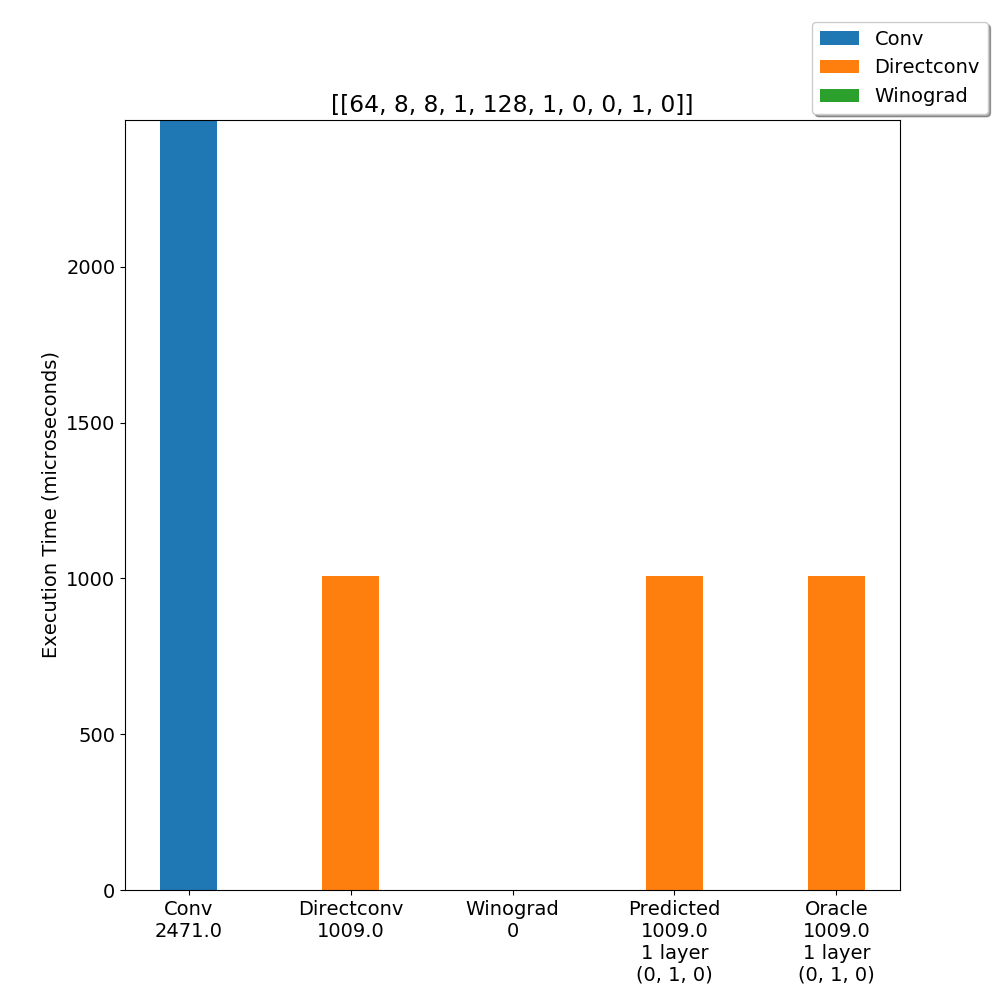 Conv
Directconv
Winograd
[[64, 8, 8, 1, 128, 1, 0, 0, 1, 0]]
Execution Time (microseconds)
2000
1500
1000
500
0
Conv
2471.0
Directconv
1009.0
Winograd
0
Predicted
1009.0
1 layer
(0, 1, 0)
Oracle
1009.0
1 layer
(0, 1, 0)